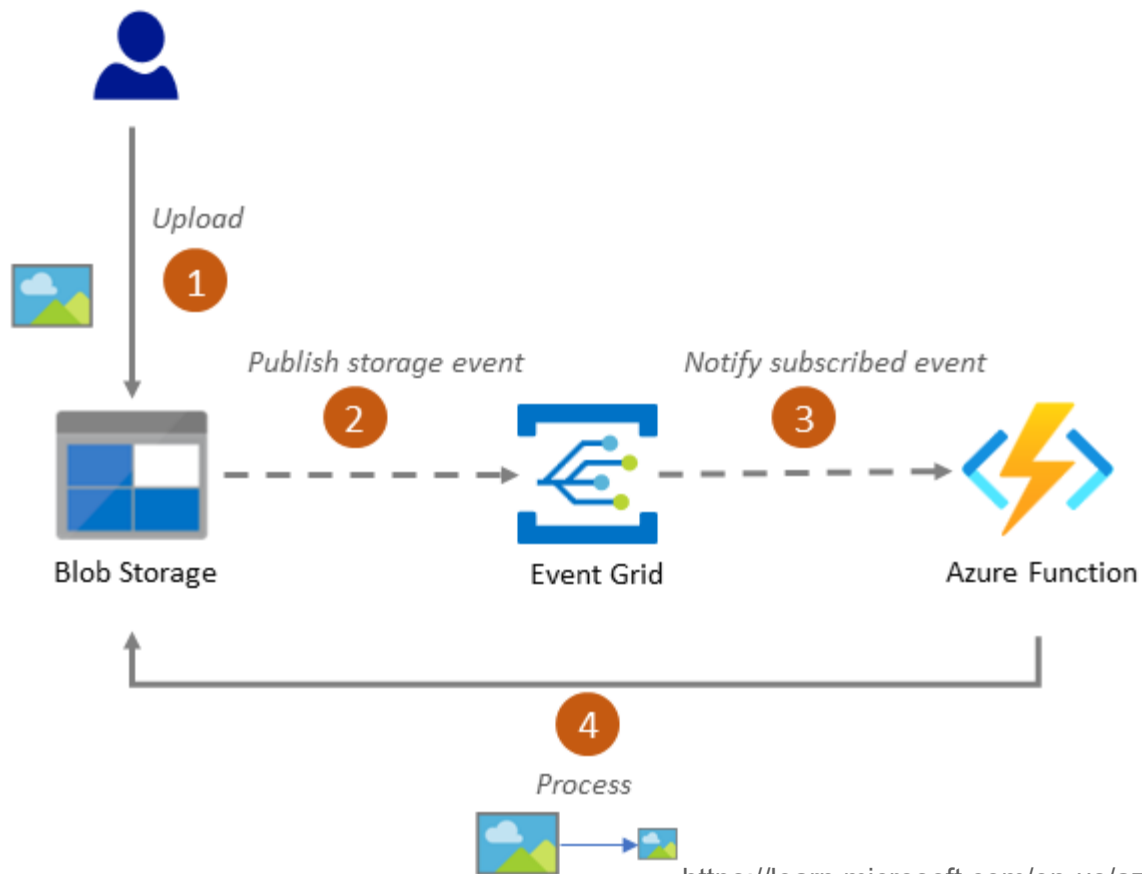 Upload
1
Publish storage event
Notify subscribed event
2
3
Blob Storage
Event Grid
Azure Function
4
Process